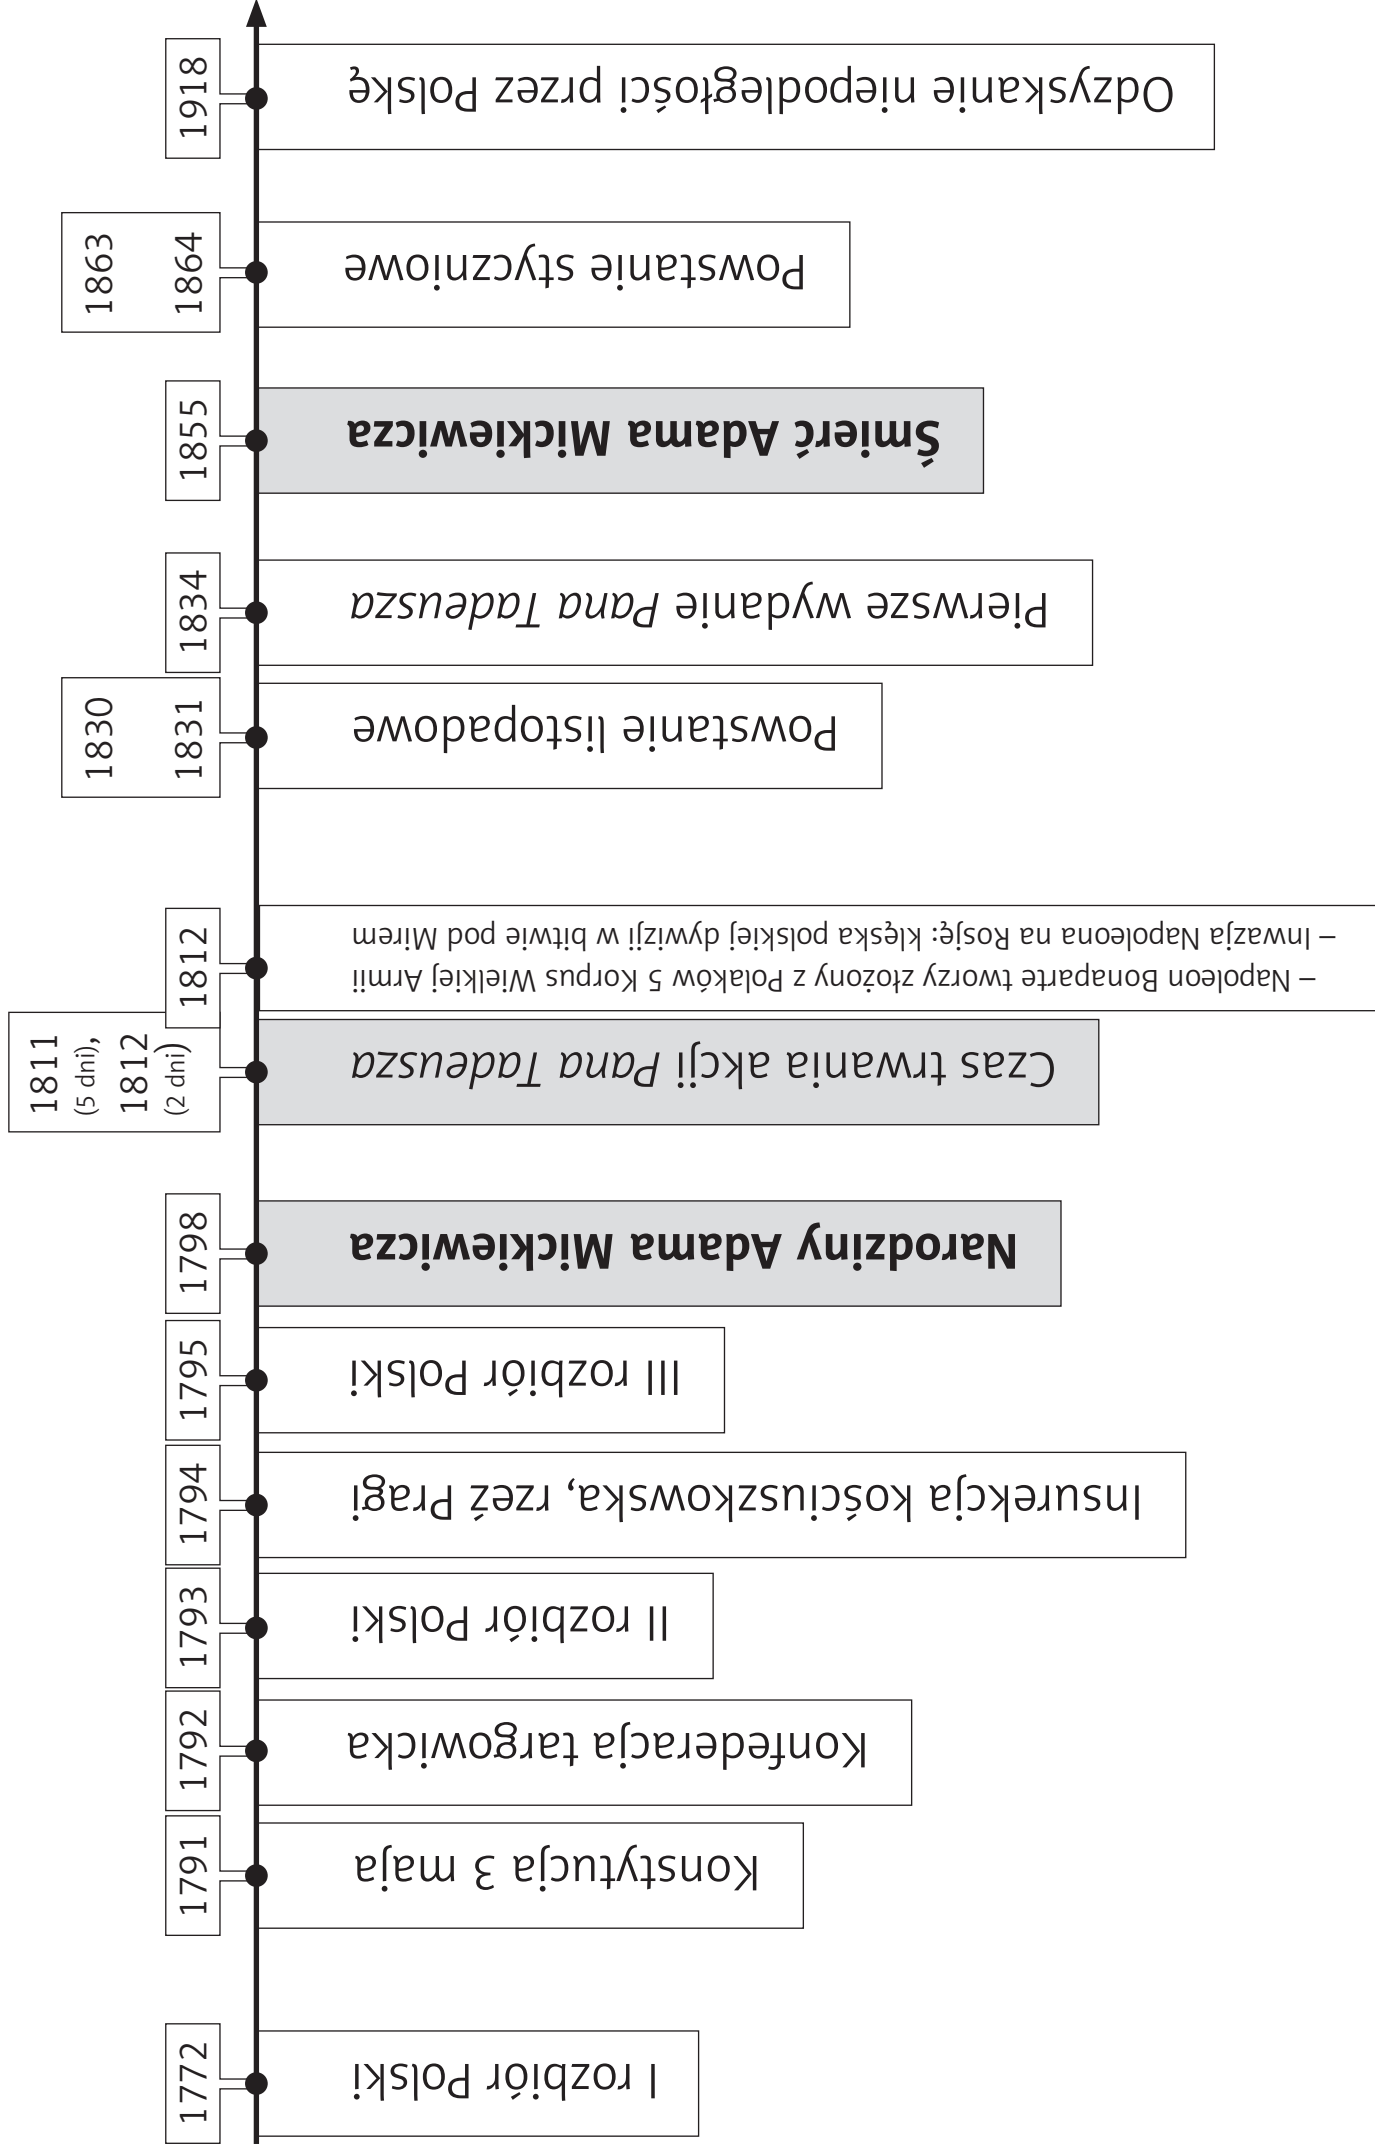 1918
Odzyskanie niepodległości przez Polskę
1863
1864
Powstanie styczniowe
1855
Śmierć Adama Mickiewicza
1834
Pierwsze wydanie Pana Tadeusza
1830
1831
Powstanie listopadowe
1812
– Napoleon Bonaparte tworzy złożony z Polaków 5 Korpus Wielkiej Armii
– Inwazja Napoleona na Rosję: klęska polskiej dywizji w bitwie pod Mirem
1811
(5 dni),
1812
(2 dni)
Czas trwania akcji Pana Tadeusza
1798
Narodziny Adama Mickiewicza
1795
III rozbiór Polski
1794
Insurekcja kościuszkowska, rzeź Pragi
1793
II rozbiór Polski
1792
Konfederacja targowicka
1791
Konstytucja 3 maja
1772
I rozbiór Polski